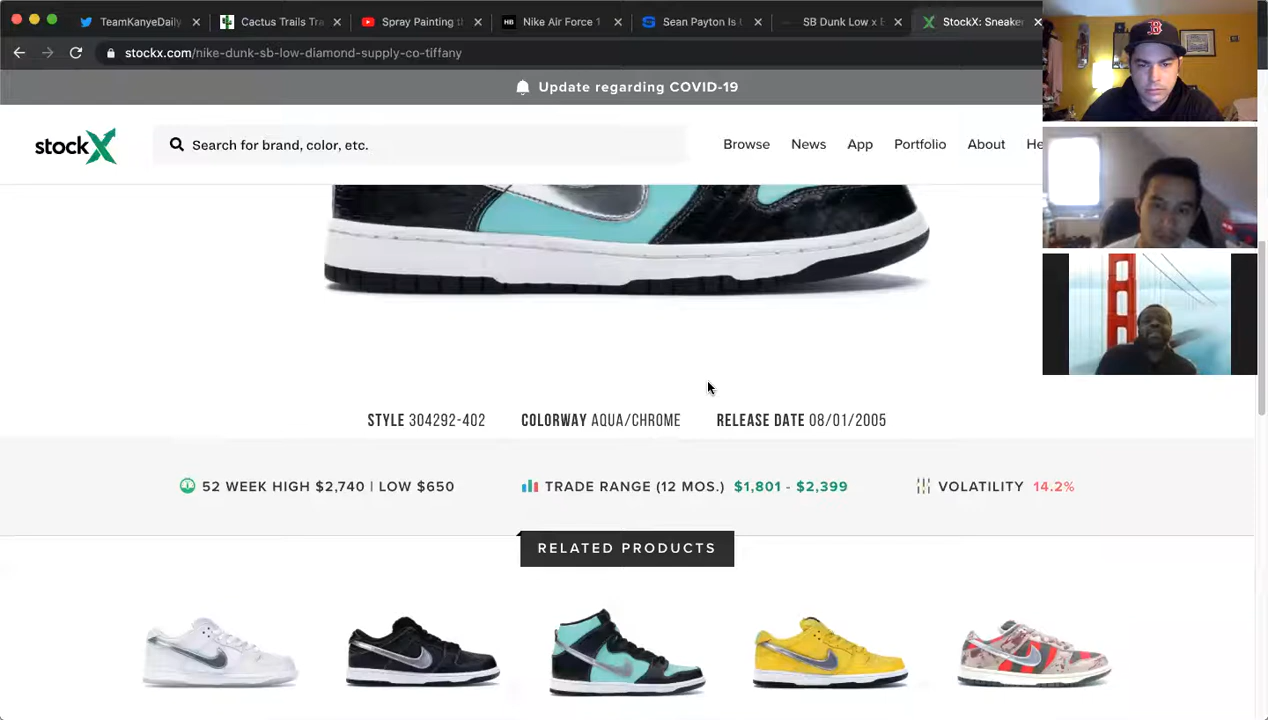 TeamKanyeDaily
Cactus Trails Tra
Spray Painting t
HB Nike Air Force 1
Sean Payton Is
SB Dunk Low x
StockX: Sneaker
stockx.com/nike-dunk-sb-low-diamond-supply-co-tiffany
Update regarding COVID-19
stockX
Search for brand, color, etc.
Browse
News
App
Portfolio
About
He
STYLE 304292-402
COLORWAY AQUA/CHROME
RELEASE DATE 08/01/2005
52 WEEK HIGH $2,740 | LOW $650
TRADE RANGE (12 MOS.) $1,801 - $2,399
VOLATILITY 14.2%
RELATED PRODUCTS